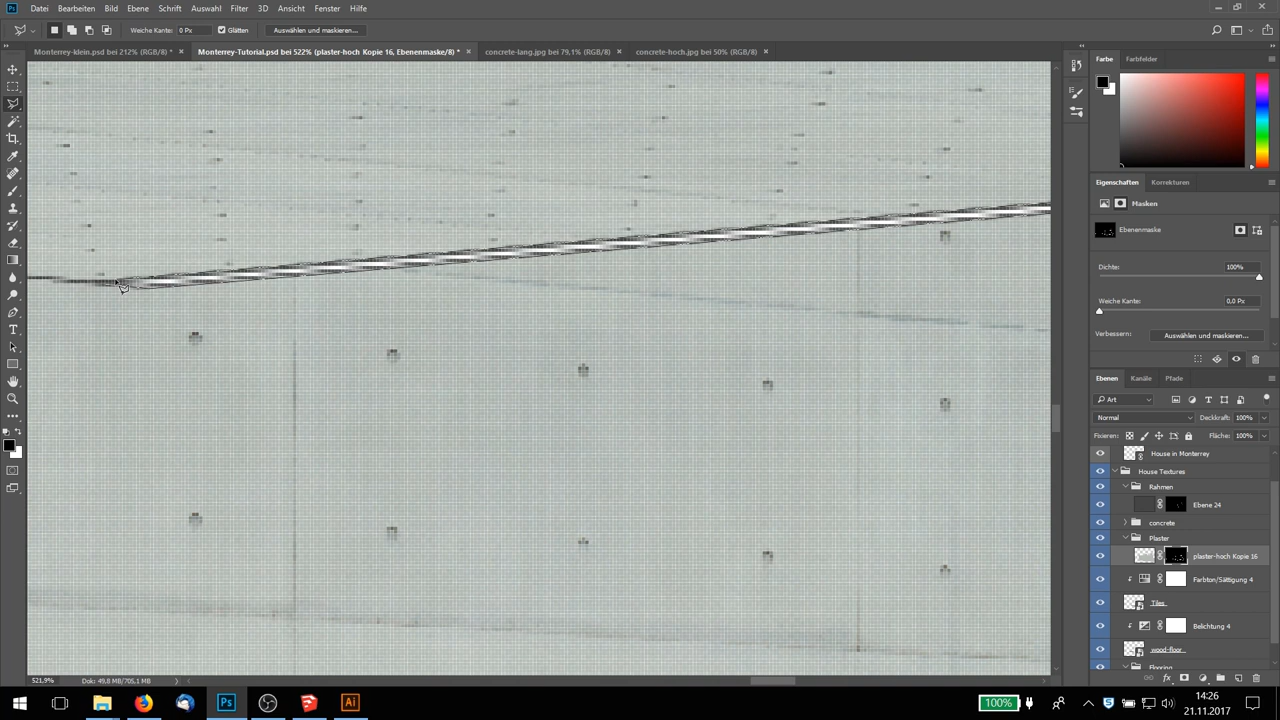 Datei Bearbeiten Bild Ebene Schrift Auswahl Filter 3D Ansicht Fenster Hilfe
Weiche Kante: 0 Px Glätten Auswählen und maskieren...
Monterrey-klein.psd bei 212% (RGB/8) * Monterrey-Tutorial.psd bei 522% (plaster-hoch Kopie 16, Ebenenmaske/8) * concrete-lang.jpg bei 79,1% (RGB/8) concrete-hoch.jpg bei 50% (RGB/8)
Farbe Farbfelder
Eigenschaften Korrekturen
Masken
Ebenenmaske
Dichte: 100%
Weiche Kante: 0,0 Px
Verbessern: Auswählen und maskieren...
Ebenen Kanäle Pfade
Art
Normal Deckkraft: 100%
Fixieren: Fläche: 100%
House in Monterrey
House Textures
Rahmen
Ebene 24
concrete
Plaster
plaster-hoch Kopie 16
Farbton/Sättigung 4
Tiles
Belichtung 4
wood-floor
Flooring
521,9% Dok: 49,8 MB/705,1 MB
Ps Ps Ai 100% 14:26
21.11.2017